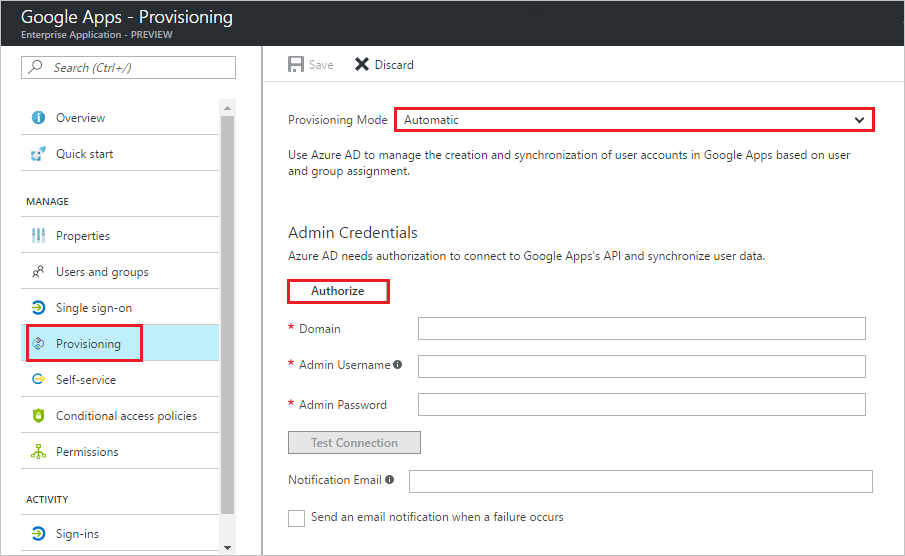 Google Apps - Provisioning
Enterprise Application - PREVIEW
Search (Ctrl+/)
Overview
Quick start
MANAGE
Properties
Users and groups
Single sign-on
Provisioning
Self-service
Conditional access policies
Permissions
ACTIVITY
Sign-ins
Save
Discard
Provisioning Mode
Automatic
Use Azure AD to manage the creation and synchronization of user accounts in Google Apps based on user
and group assignment.
Admin Credentials
Azure AD needs authorization to connect to Google Apps's API and synchronize user data.
Authorize
* Domain
* Admin Username
* Admin Password
Test Connection
Notification Email
Send an email notification when a failure occurs